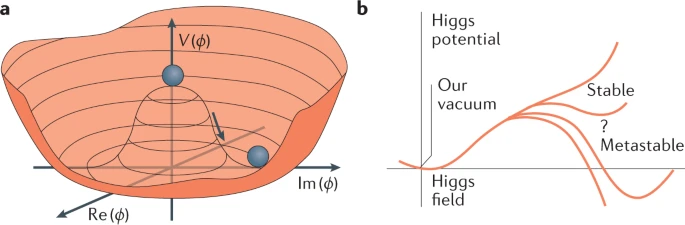 a
V(ϕ)
Im(ϕ)
Re(ϕ)
b
Higgs
potential
Our
vacuum
Stable
?
Metastable
Higgs
field